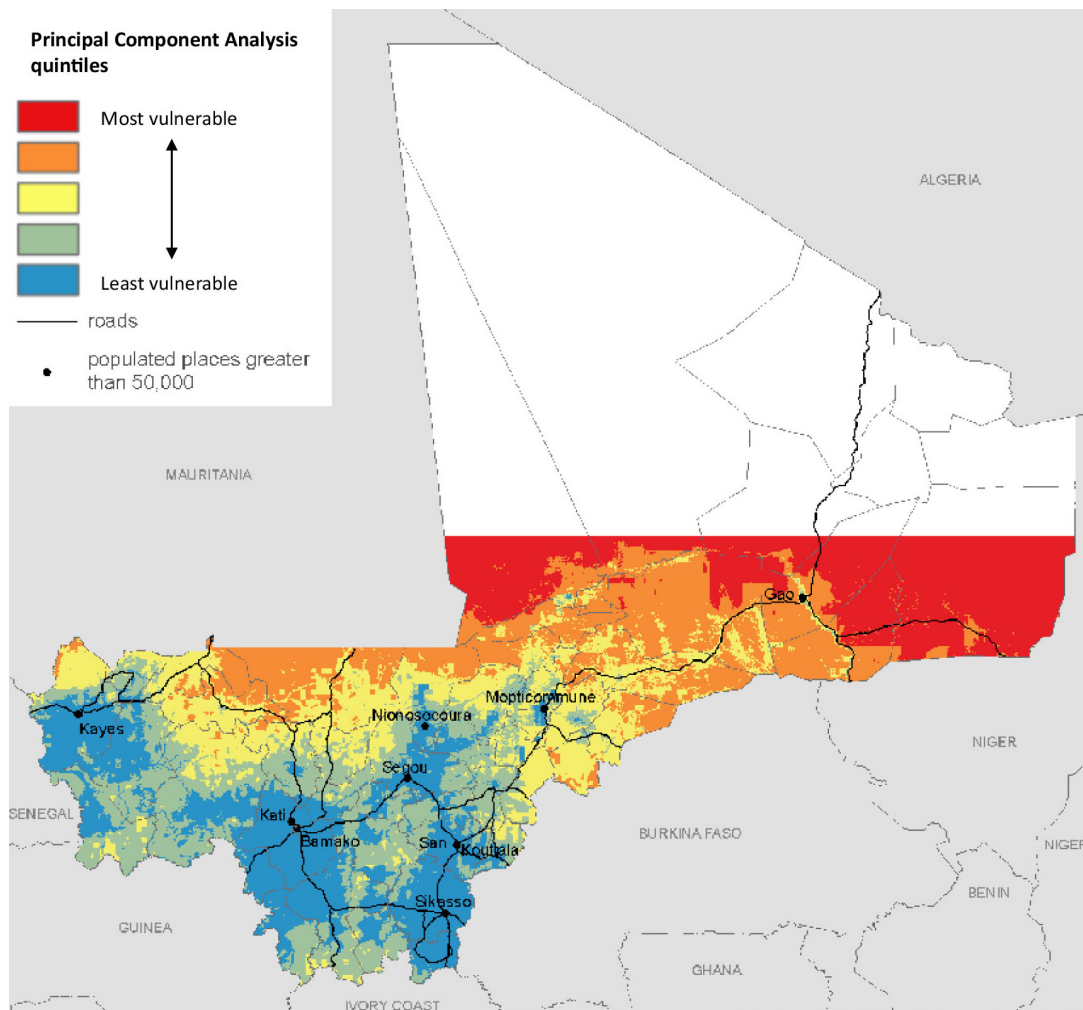 Principal Component Analysis
quintiles
Most vulnerable
Least vulnerable
roads
populated places greater
than 50,000
ALGERIA
MAURITANIA
Gao
Mopticommune
Kayes
Nionosocoura
NIGER
Segou
SENEGAL
Kati
BURKINA FASO
Bamako
San
Koutiala
NIGER
BENIN
Sikasso
GUINEA
GHANA
IVORY COAST